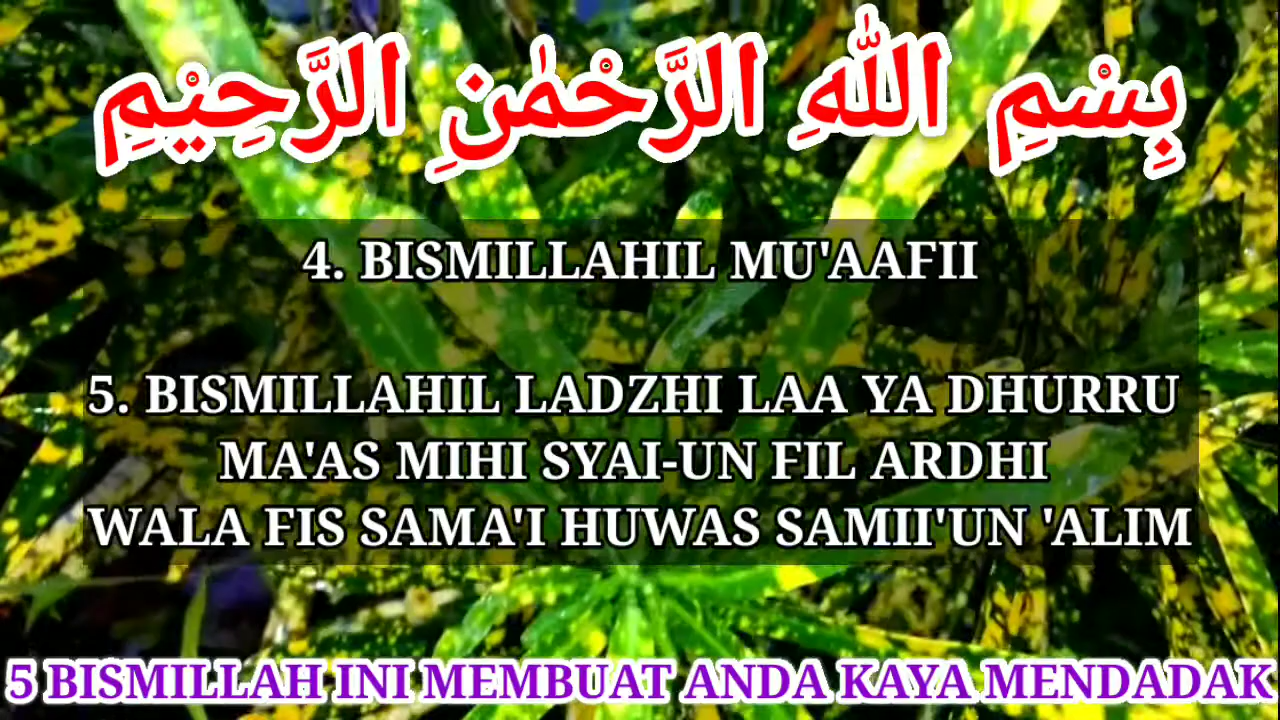 بِسْمِ اللّٰهِ الرَّحْمٰنِ الرَّحِيْمِ
4. BISMILLAHIL MU'AAFII
5. BISMILLAHIL LADZHI LAA YA DHURRU
MA'AS MIHI SYAI-UN FIL ARDHI
WALA FIS SAMA'I HUWAS SAMII'UN 'ALIM
5 BISMILLAH INI MEMBUAT ANDA KAYA MENDADAK